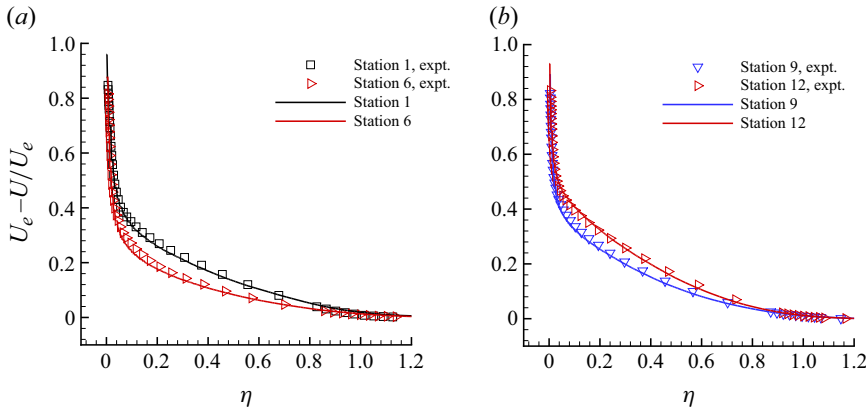 (a)
1.0
0.8
0.6
0.4
0.2
0
0 0.2 0.4 0.6 0.8 1.0 1.2
U_e – U/U_e
η
Station 1, expt.
Station 6, expt.
Station 1
Station 6
(b)
1.0
0.8
0.6
0.4
0.2
0
0 0.2 0.4 0.6 0.8 1.0 1.2
η
Station 9, expt.
Station 12, expt.
Station 9
Station 12